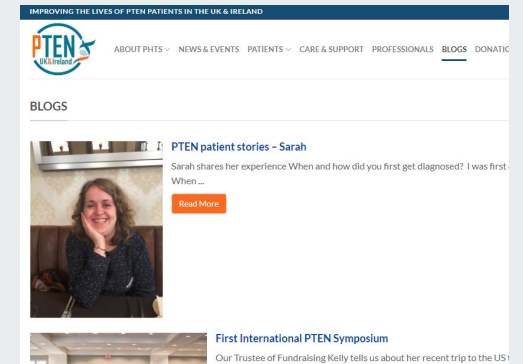 IMPROVING THE LIVES OF PTEN PATIENTS IN THE UK & IRELAND
PTEN
UK&Ireland
ABOUT PHTS NEWS & EVENTS PATIENTS CARE & SUPPORT PROFESSIONALS BLOGS
BLOGS
PTEN patient stories – Sarah
Sarah shares her experience When and how did you first get diagnosed? I was first
When ...
Read More
First International PTEN Symposium
Our Trustee of Fundraising Kelly tells us about her recent trip to the US